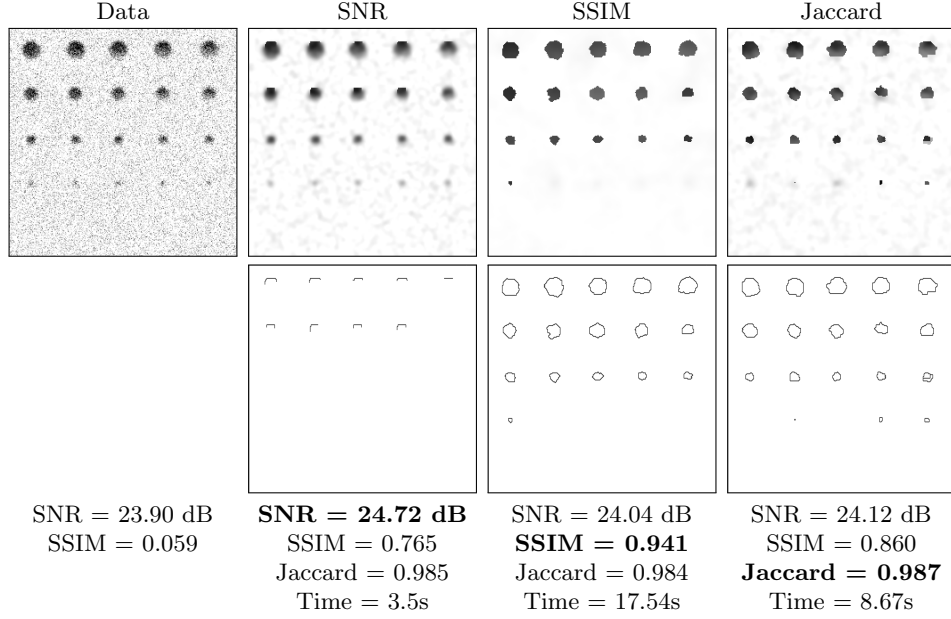 Data SNR SSIM Jaccard
SNR = 23.90 dB SNR = 24.72 dB SNR = 24.04 dB SNR = 24.12 dB
SSIM = 0.059 SSIM = 0.765 SSIM = 0.941 SSIM = 0.860
Jaccard = 0.985 Jaccard = 0.984 Jaccard = 0.987
Time = 3.5s Time = 17.54s Time = 8.67s